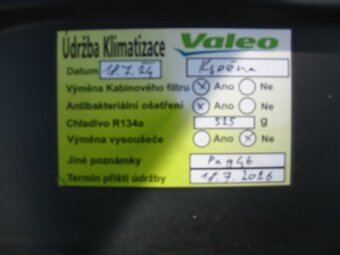 Údržba Klimatizace Valeo
Datum 18.7.24
Výměna Kabinového filtru Ano Ne
Antibakteriální ošetření Ano Ne
Chladivo R134a 525 g
Výměna vysoušeče Ano Ne
Jiné poznámky Pag46
Termín příští údržby 18.7.2026